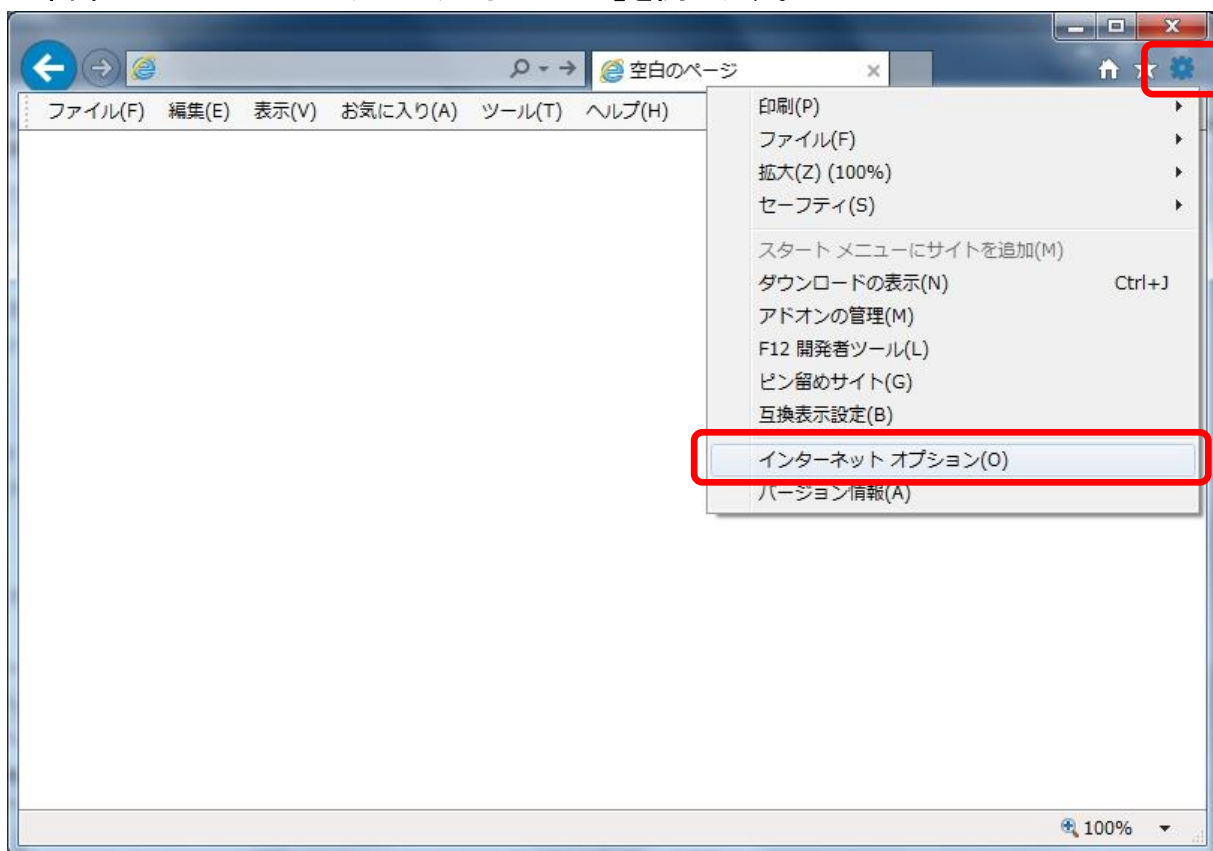 空白のページ
ファイル(F) 編集(E) 表示(V) お気に入り(A) ツール(T) ヘルプ(H)
印刷(P)
ファイル(F)
拡大(Z) (100%)
セーフティ(S)
スタート メニューにサイトを追加(M)
ダウンロードの表示(N) Ctrl+J
アドオンの管理(M)
F12 開発者ツール(L)
ピン留めサイト(G)
互換表示設定(B)
インターネット オプション(O)
バージョン情報(A)
100%